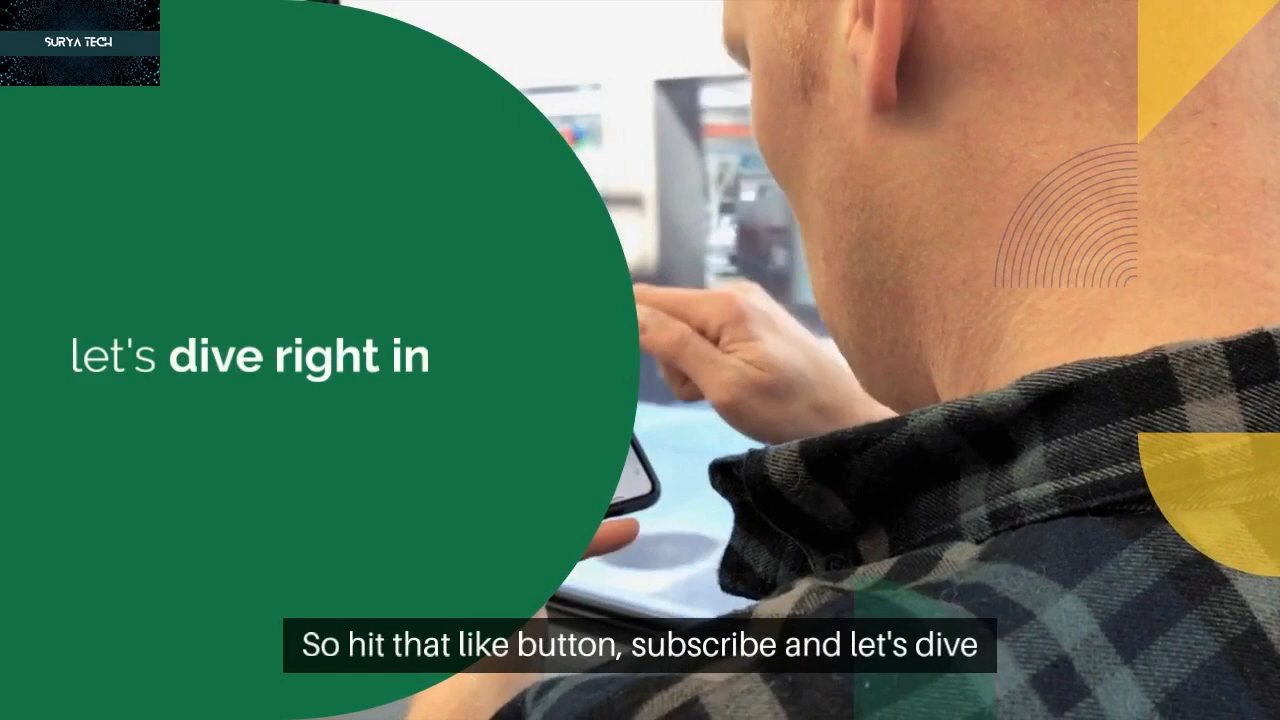 SURYA TECH
let's dive right in
So hit that like button, subscribe and let's dive